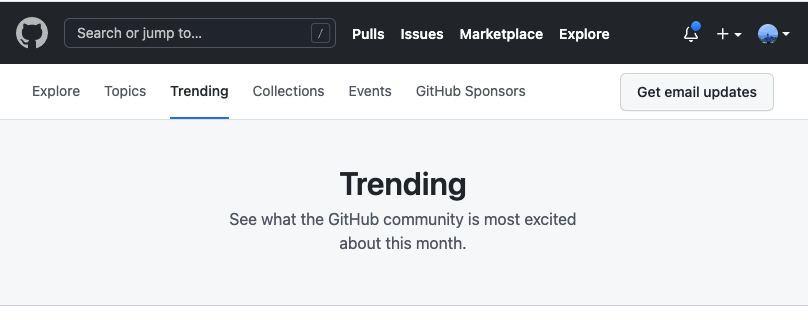 Search or jump to... /
Pulls Issues Marketplace Explore
Explore Topics Trending Collections Events GitHub Sponsors
Get email updates
Trending
See what the GitHub community is most excited
about this month.